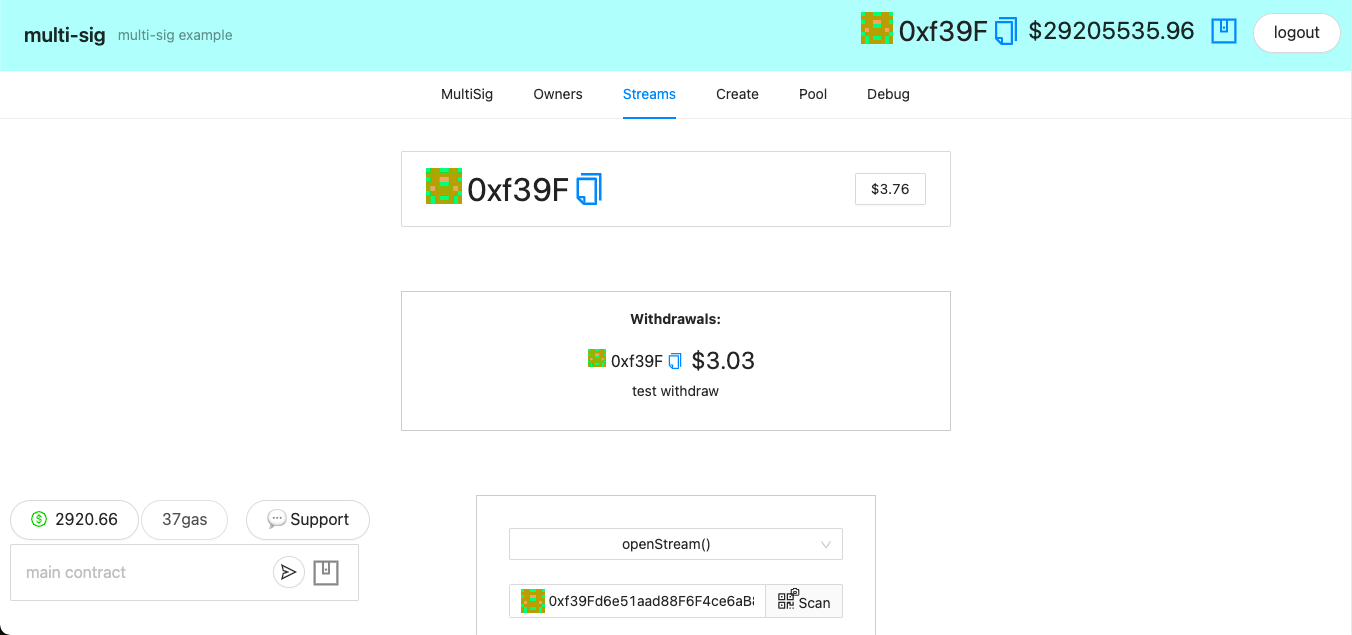 multi-sig multi-sig example 0xf39F $29205535.96 logout
MultiSig Owners Streams Create Pool Debug
0xf39F $3.76
Withdrawals:
0xf39F $3.03
test withdraw
2920.66 37gas Support
main contract
openStream()
0xf39Fd6e51aad88F6F4ce6aB8 Scan